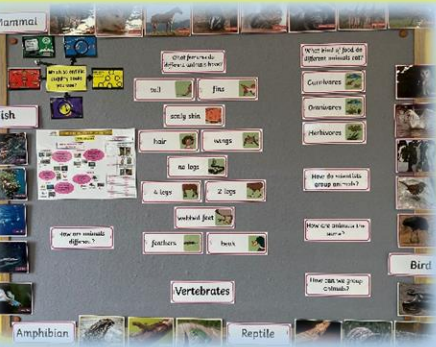 Mammal
What features do
different animals have?
What kind of food do
different animals eat?
tail
fins
Carnivores
scaly skin
Omnivores
ish
hair
wings
Herbivores
no legs
How do scientists
group animals?
4 legs
2 legs
webbed feet
How are animals
different?
How are animals the
same?
feathers
beak
Bird
How can we group
animals?
Vertebrates
Amphibian
Reptile